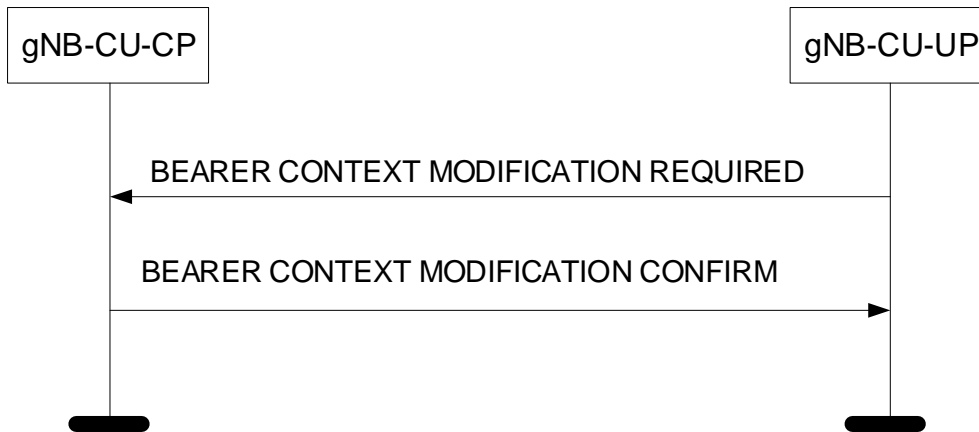 gNB-CU-CP
gNB-CU-UP
BEARER CONTEXT MODIFICATION REQUIRED
BEARER CONTEXT MODIFICATION CONFIRM